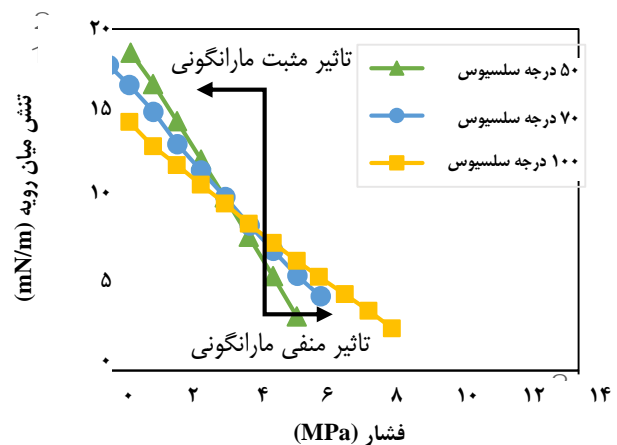 ۲۰
۱۵
۱۰
۵
۰
تنش میان رویه (mN/m)
تاثیر مثبت مارانگونی
۵۰ درجه سلسیوس
۷۰ درجه سلسیوس
۱۰۰ درجه سلسیوس
تاثیر منفی مارانگونی
۰ ۲ ۴ ۶ ۸ ۱۰ ۱۲ ۱۴
فشار (MPa)